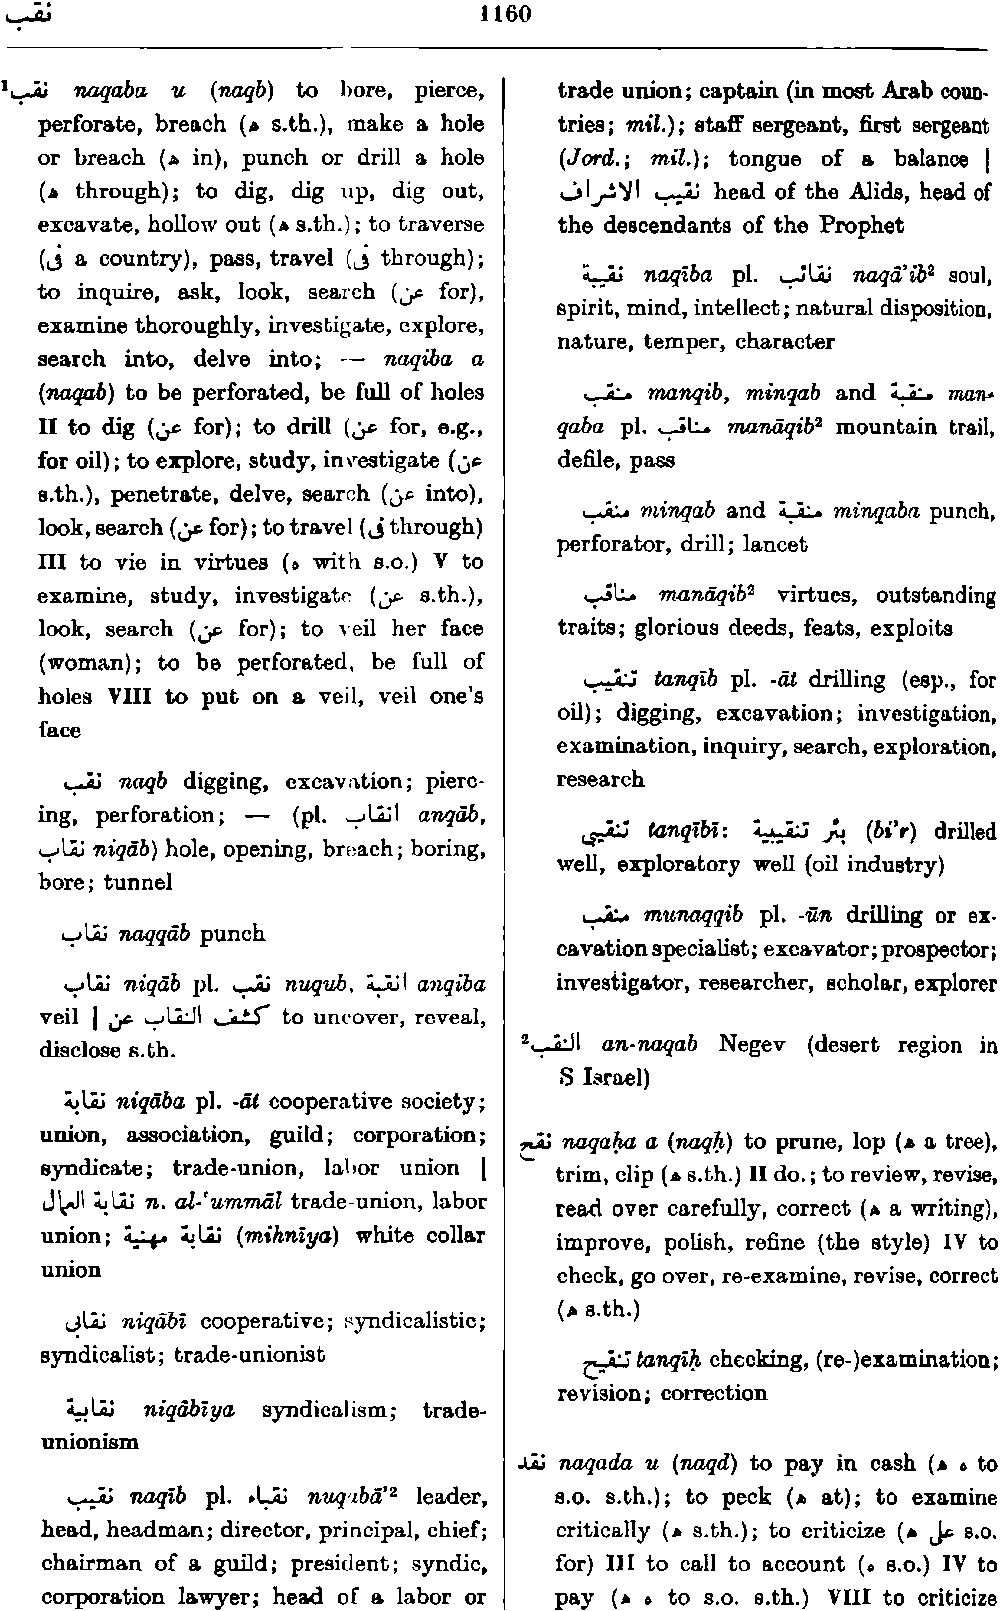 نقب 1160
¹نقب naqaba u (naqb) to bore, pierce,
perforate, breach (ه s.th.), make a hole
or breach (ه in), punch or drill a hole
(ه through); to dig, dig up, dig out,
excavate, hollow out (ه s.th.); to traverse
(فى a country), pass, travel (فى through);
to inquire, ask, look, search (عن for),
examine thoroughly, investigate, explore,
search into, delve into; — naqiba a
(naqab) to be perforated, be full of holes
II to dig (عن for); to drill (عن for, e.g.,
for oil); to explore, study, investigate (عن
s.th.), penetrate, delve, search (عن into),
look, search (عن for); to travel (فى through)
III to vie in virtues (ه with s.o.) V to
examine, study, investigate (عن s.th.),
look, search (عن for); to veil her face
(woman); to be perforated, be full of
holes VIII to put on a veil, veil one's
face
نقب naqb digging, excavation; pierc-
ing, perforation; — (pl. انقاب anqāb,
نقاب niqāb) hole, opening, breach; boring,
bore; tunnel
نقاب naqqāb punch
نقاب niqāb pl. نقب nuqub, انقبة anqiba
veil | كشف النقاب عن to uncover, reveal,
disclose s.th.
نقابة niqāba pl. -āt cooperative society;
union, association, guild; corporation;
syndicate; trade-union, labor union |
نقابة العمال n. al-ʿummāl trade-union, labor
union; نقابة مهنية (mihnīya) white collar
union
نقابى niqābī cooperative; syndicalistic;
syndicalist; trade-unionist
نقابية niqābīya syndicalism; trade-
unionism
نقيب naqīb pl. نقباء nuqabā'² leader,
head, headman; director, principal, chief;
chairman of a guild; president; syndic,
corporation lawyer; head of a labor or
trade union; captain (in most Arab coun-
tries; mil.); staff sergeant, first sergeant
(Jord.; mil.); tongue of a balance |
نقيب الاشراف head of the Alids, head of
the descendants of the Prophet
نقيبة naqība pl. نقائب naqā'ib² soul,
spirit, mind, intellect; natural disposition,
nature, temper, character
منقب manqib, minqab and منقبة man-
qaba pl. مناقب manāqib² mountain trail,
defile, pass
منقب minqab and منقبة minqaba punch,
perforator, drill; lancet
مناقب manāqib² virtues, outstanding
traits; glorious deeds, feats, exploits
تنقيب tanqīb pl. -āt drilling (esp., for
oil); digging, excavation; investigation,
examination, inquiry, search, exploration,
research
تنقيبى tanqībī: بئر تنقيبية (bi'r) drilled
well, exploratory well (oil industry)
منقب munaqqib pl. -ūn drilling or ex-
cavation specialist; excavator; prospector;
investigator, researcher, scholar, explorer
²النقب an-naqab Negev (desert region in
S Israel)
نقح naqaḥa a (naqḥ) to prune, lop (ه a tree),
trim, clip (ه s.th.) II do.; to review, revise,
read over carefully, correct (ه a writing),
improve, polish, refine (the style) IV to
check, go over, re-examine, revise, correct
(ه s.th.)
تنقيح tanqīḥ checking, (re-)examination;
revision; correction
نقد naqada u (naqd) to pay in cash (ه ه to
s.o. s.th.); to peck (ه at); to examine
critically (ه s.th.); to criticize (ه على s.o.
for) III to call to account (ه s.o.) IV to
pay (ه ه to s.o. s.th.) VIII to criticize